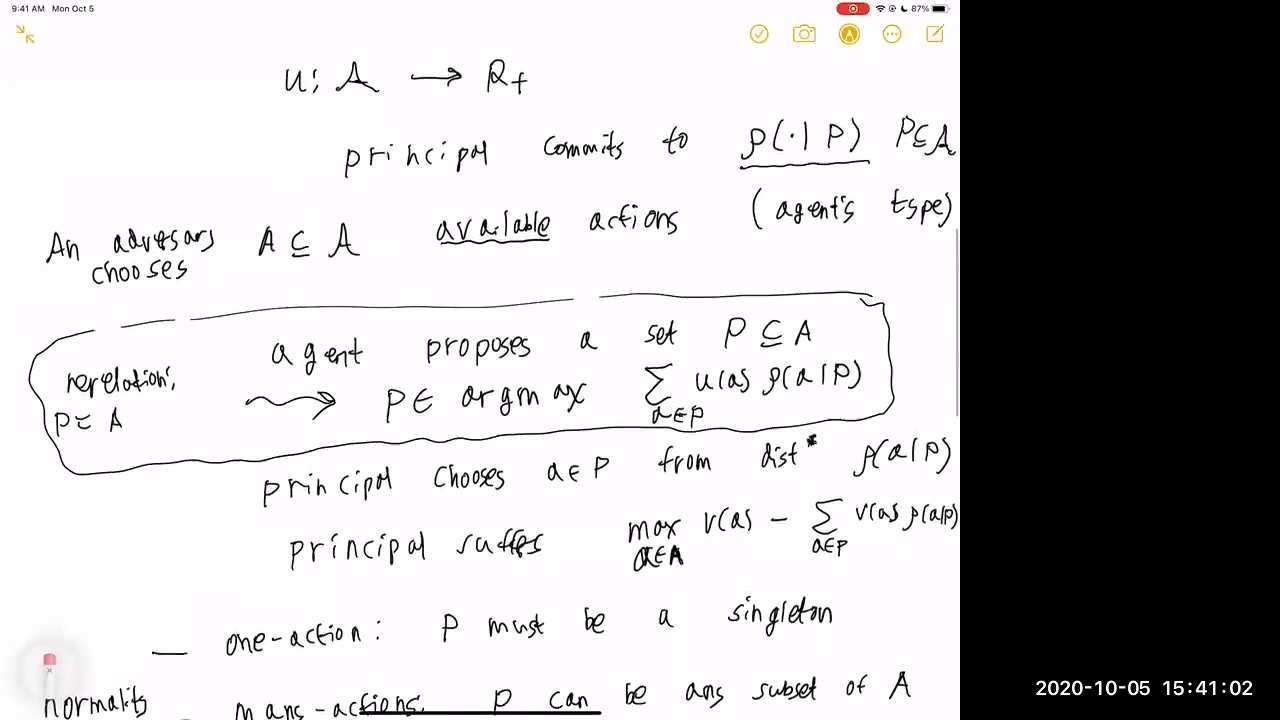 9:41 AM Mon Oct 5
87%
u: 𝒜 → R+
principal commits to ρ(·|P) P⊆𝒜
(agent's type)
An adversary chooses A ⊆ 𝒜 available actions
agent proposes a set P ⊆ A
revelation: P = A
P ∈ argmax ∑_{a∈P} u(a) ρ(a|P)
principal chooses a∈P from dist ρ(a|P)
principal suffers max_{a∈A} v(a) − ∑_{a∈P} v(a) ρ(a|P)
one-action: P must be a singleton
normality many-actions: P can be any subset of A
2020-10-05 15:41:02